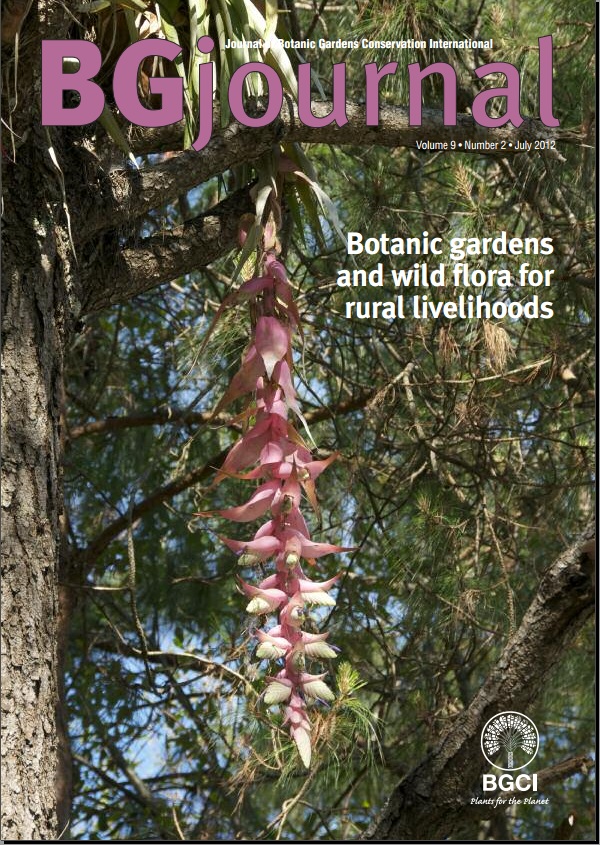 Journal of Botanic Gardens Conservation International
BGjournal
Volume 9 • Number 2 • July 2012
Botanic gardens
and wild flora for
rural livelihoods
BGCI
Plants for the Planet